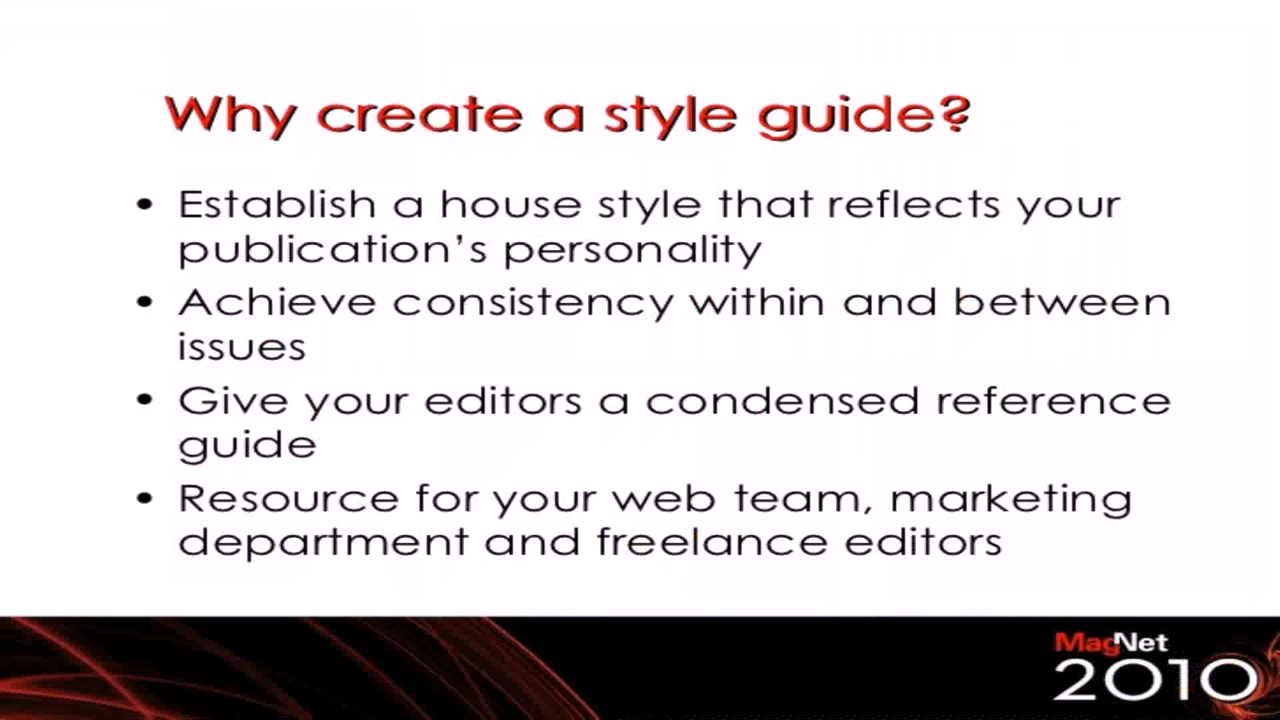 Why create a style guide?
• Establish a house style that reflects your
publication’s personality
• Achieve consistency within and between
issues
• Give your editors a condensed reference
guide
• Resource for your web team, marketing
department and freelance editors
MagNet
2010